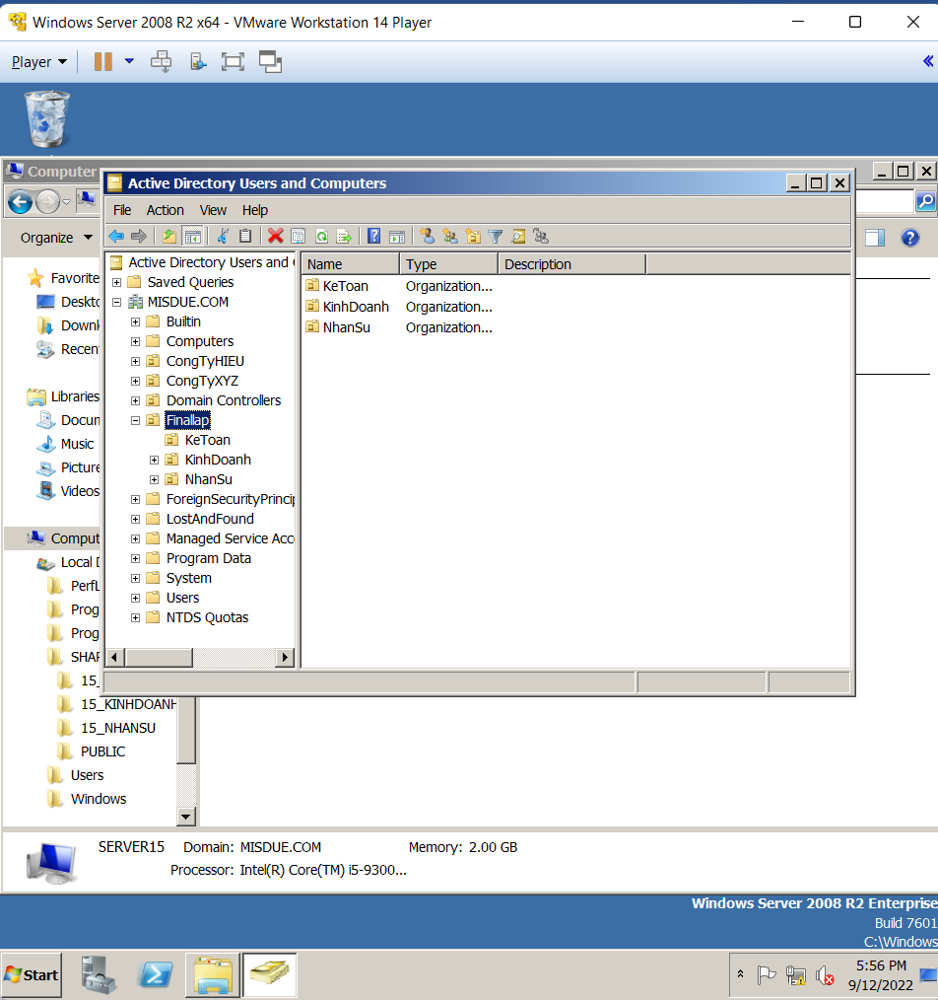 Windows Server 2008 R2 x64 - VMware Workstation 14 Player
Player
Computer
Active Directory Users and Computers
File Action View Help
Organize
Active Directory Users and
Name Type Description
Saved Queries
MISDUE.COM
Builtin
Computers
CongTyHIEU
CongTyXYZ
Domain Controllers
Finallap
KeToan
KinhDoanh
NhanSu
ForeignSecurityPrincip
LostAndFound
Managed Service Acc
Program Data
System
Users
NTDS Quotas
KeToan Organization...
KinhDoanh Organization...
NhanSu Organization...
Favorite
Deskto
Downl
Recen
Libraries
Docum
Music
Picture
Videos
Comput
Local D
PerfL
Prog
Prog
SHAR
15_
15_KINHDOANH
15_NHANSU
PUBLIC
Users
Windows
SERVER15 Domain: MISDUE.COM Memory: 2.00 GB
Processor: Intel(R) Core(TM) i5-9300...
Windows Server 2008 R2 Enterprise
Build 7601
C:\Windows
Start
5:56 PM
9/12/2022